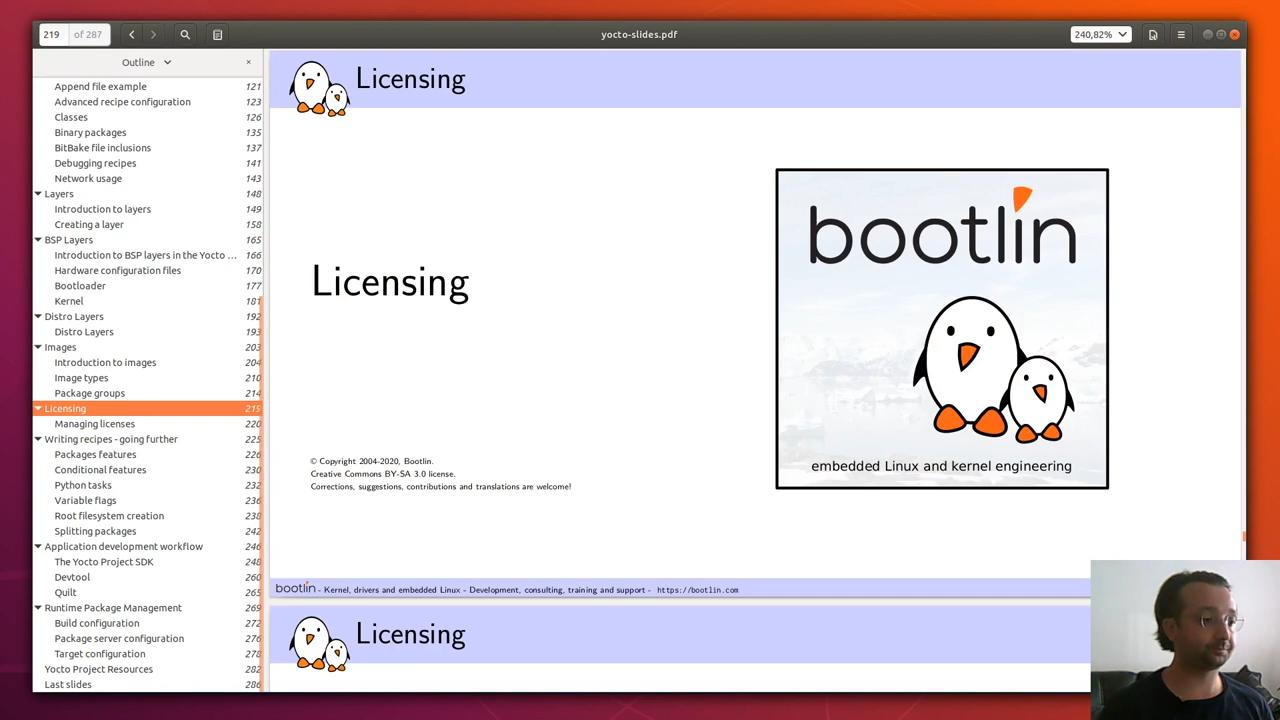 219 of 287
yocto-slides.pdf
240,82%
Outline
Append file example 121
Advanced recipe configuration 123
Classes 126
Binary packages 135
BitBake file inclusions 137
Debugging recipes 141
Network usage 143
Layers 148
Introduction to layers 149
Creating a layer 158
BSP Layers 165
Introduction to BSP layers in the Yocto ... 166
Hardware configuration files 170
Bootloader 177
Kernel 181
Distro Layers 192
Distro Layers 193
Images 203
Introduction to images 204
Image types 210
Package groups 214
Licensing 219
Managing licenses 220
Writing recipes - going further 225
Packages features 226
Conditional features 230
Python tasks 232
Variable flags 236
Root filesystem creation 238
Splitting packages 242
Application development workflow 246
The Yocto Project SDK 248
Devtool 260
Quilt 265
Runtime Package Management 269
Build configuration 272
Package server configuration 276
Target configuration 278
Yocto Project Resources 282
Last slides 286
Licensing
Licensing
© Copyright 2004-2020, Bootlin.
Creative Commons BY-SA 3.0 license.
Corrections, suggestions, contributions and translations are welcome!
bootlin
embedded Linux and kernel engineering
bootlin - Kernel, drivers and embedded Linux - Development, consulting, training and support - https://bootlin.com
Licensing